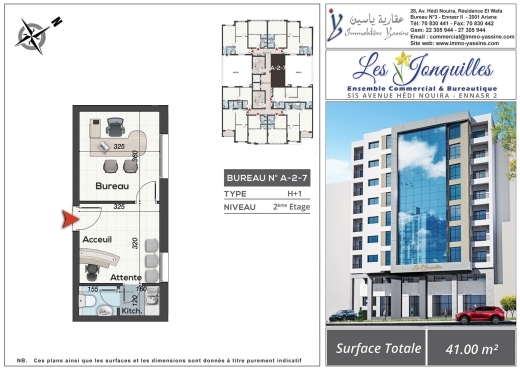 N
A-2-7
325
360
Bureau
325
320
Acceuil
Attente
155
160
120
Kitch.
BUREAU N° A-2-7
TYPE H+1
NIVEAU 2ème Etage
NB. Ces plans ainsi que les surfaces et les dimensions sont donnés à titre purement indicatif
عقارية ياسين
Immobilière Yassine
28, Av. Hédi Nouira, Résidence El Wafa
Bureau N°3 - Ennasr II - 2001 Ariana
Tél: 70 830 441 - Fax: 70 830 442
Gsm: 22 305 944 - 27 305 944
Email : commercial@immo-yassine.com
Site web: www.immo-yassine.com
Les Jonquilles
Ensemble Commercial & Bureautique
SIS AVENUE HÉDI NOUIRA - ENNASR 2
Les Jonquilles
Surface Totale 41.00 m²